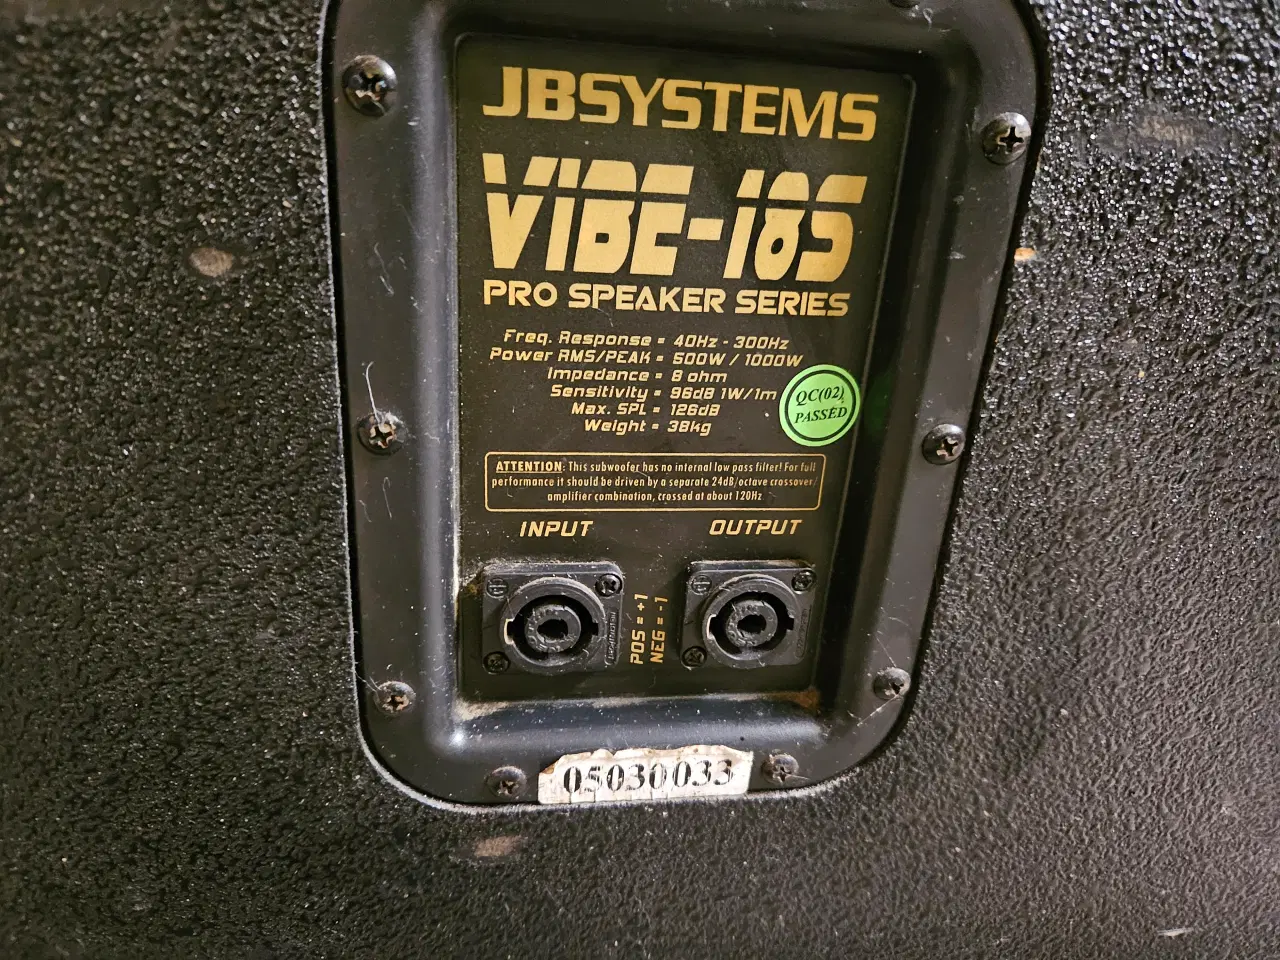 JBSYSTEMS
VIBE-18S
PRO SPEAKER SERIES
Freq. Response = 40Hz - 300Hz
Power RMS/PEAK = 500W / 1000W
Impedance = 8 ohm
Sensitivity = 96dB 1W/1m
Max. SPL = 126dB
Weight = 38kg
QC(02)
PASSED
ATTENTION: This subwoofer has no internal low pass filter! For full
performance it should be driven by a separate 24dB/octave crossover/
amplifier combination, crossed at about 120Hz
INPUT
OUTPUT
POS = +1
NEG = -1
05030033